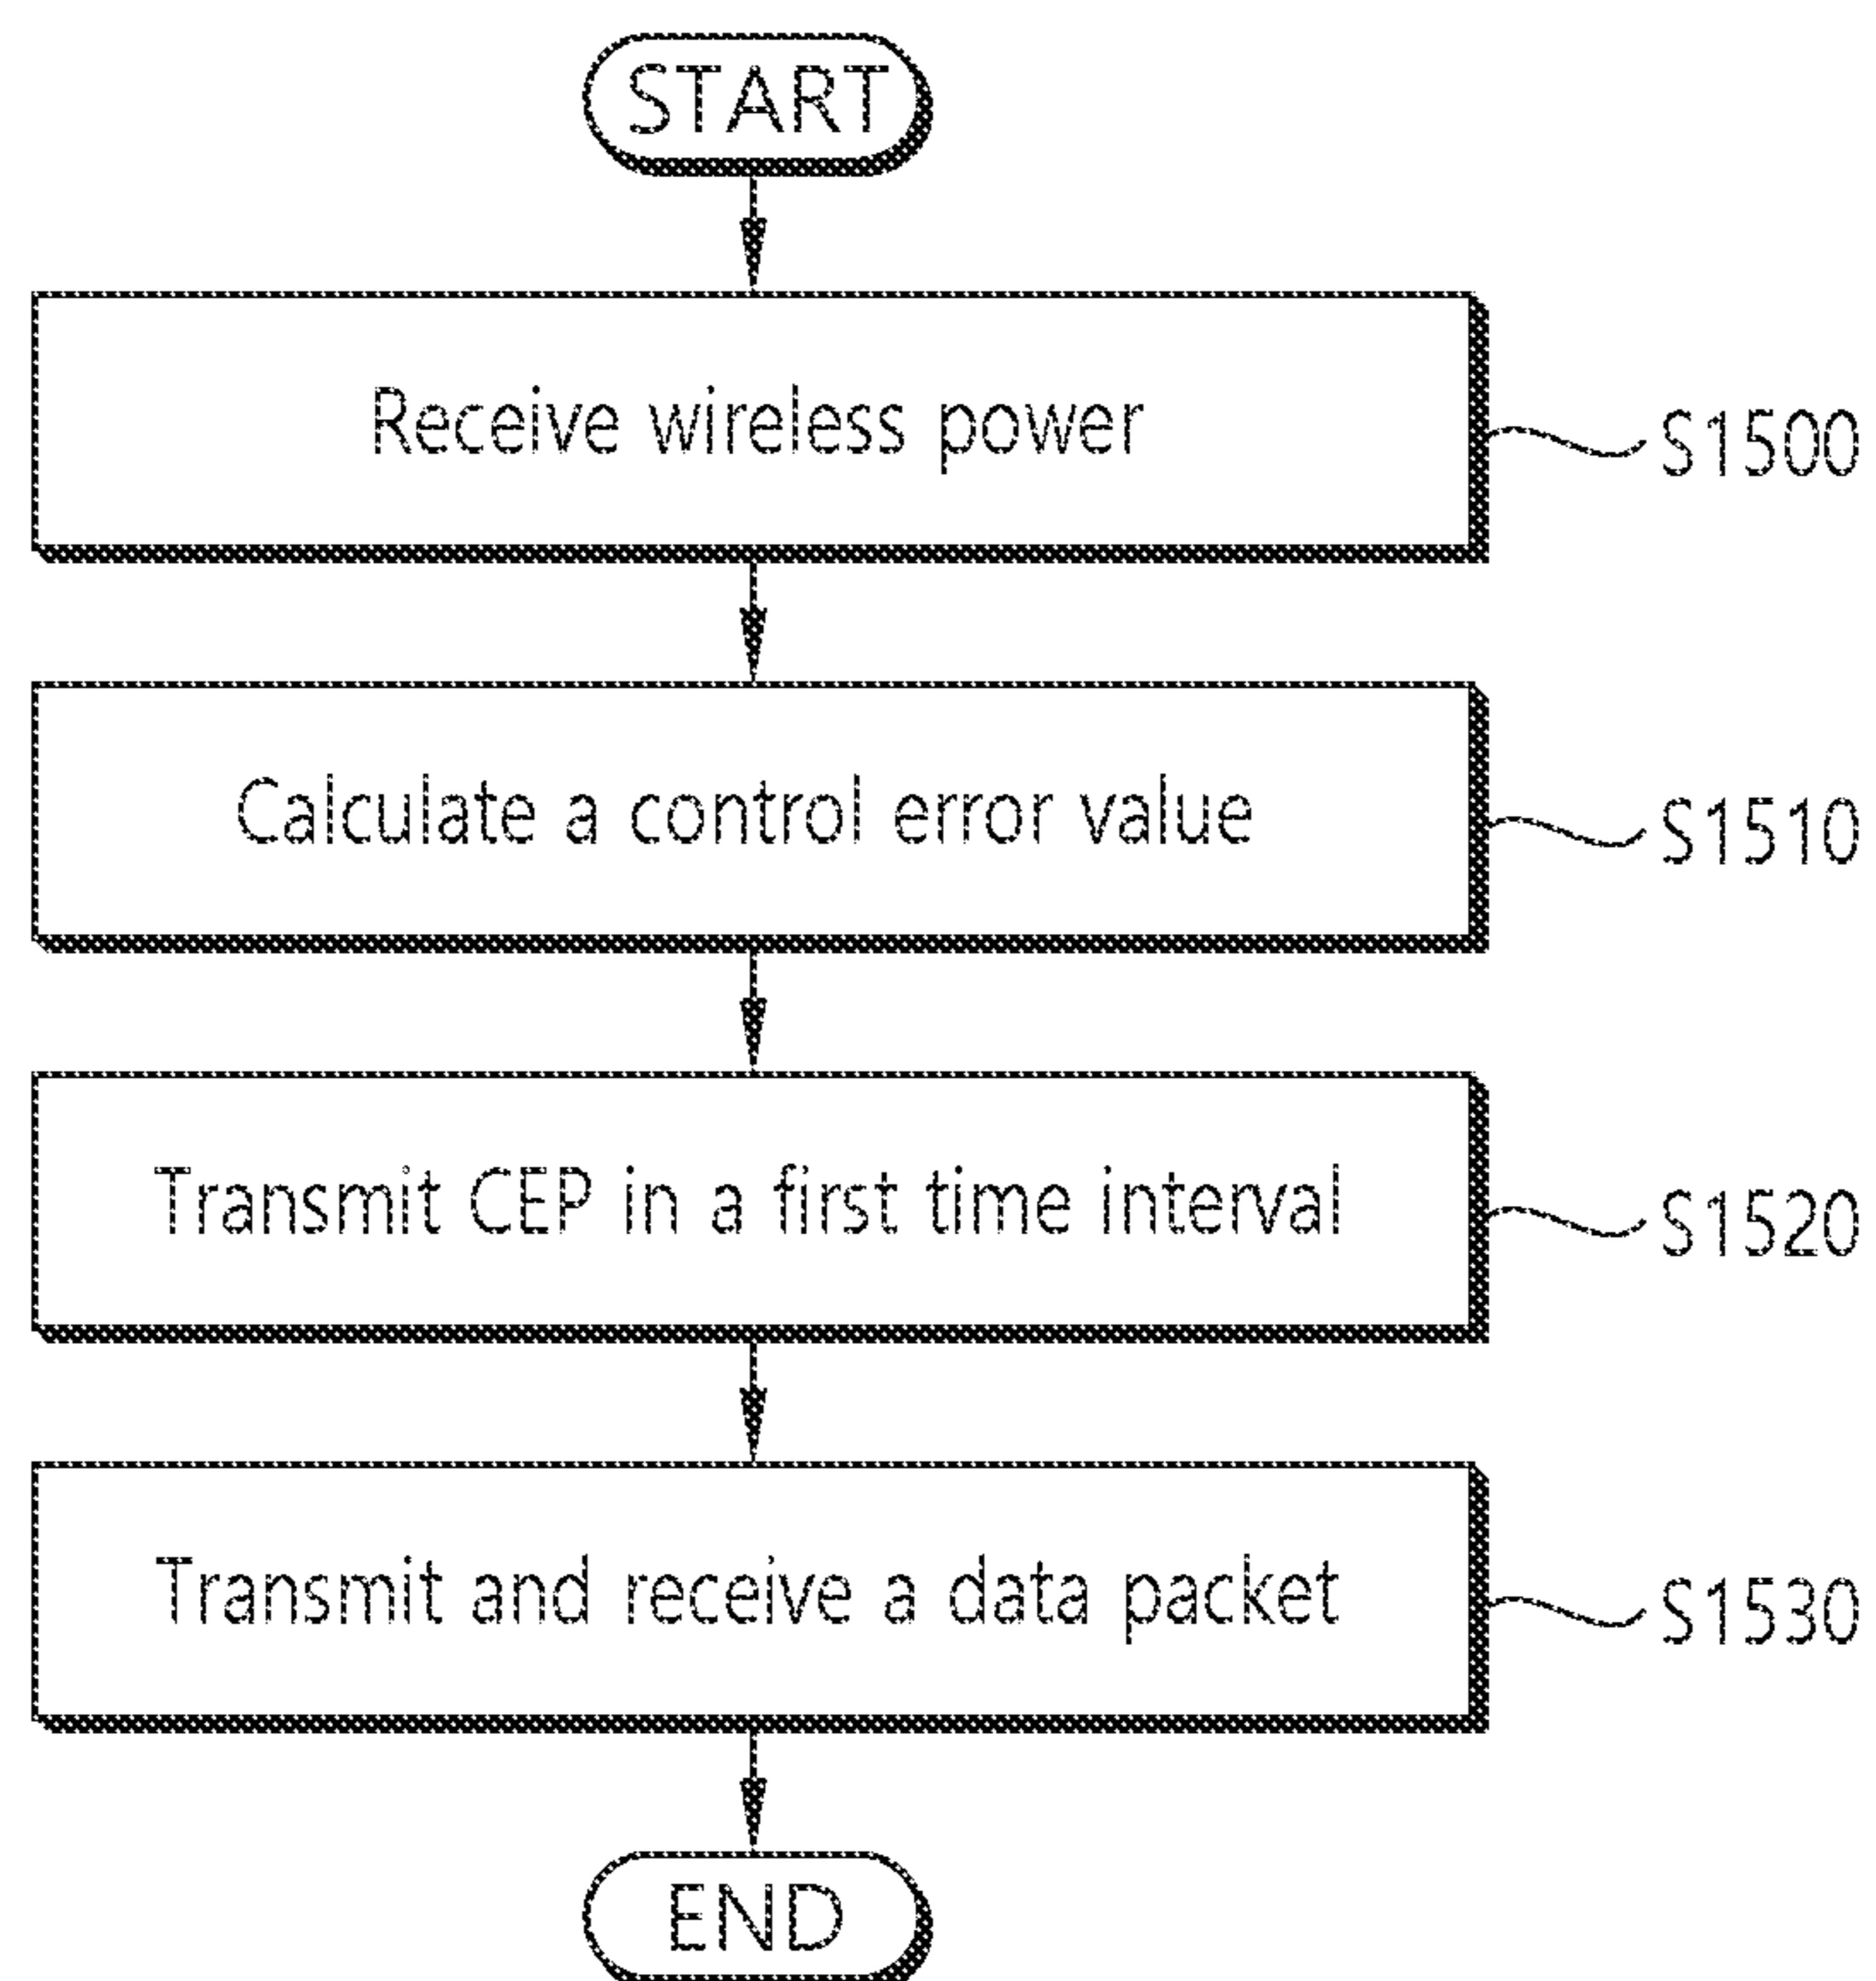 START
Receive wireless power
S1500
Calculate a control error value
S1510
Transmit CEP in a first time interval
S1520
Transmit and receive a data packet
S1530
END